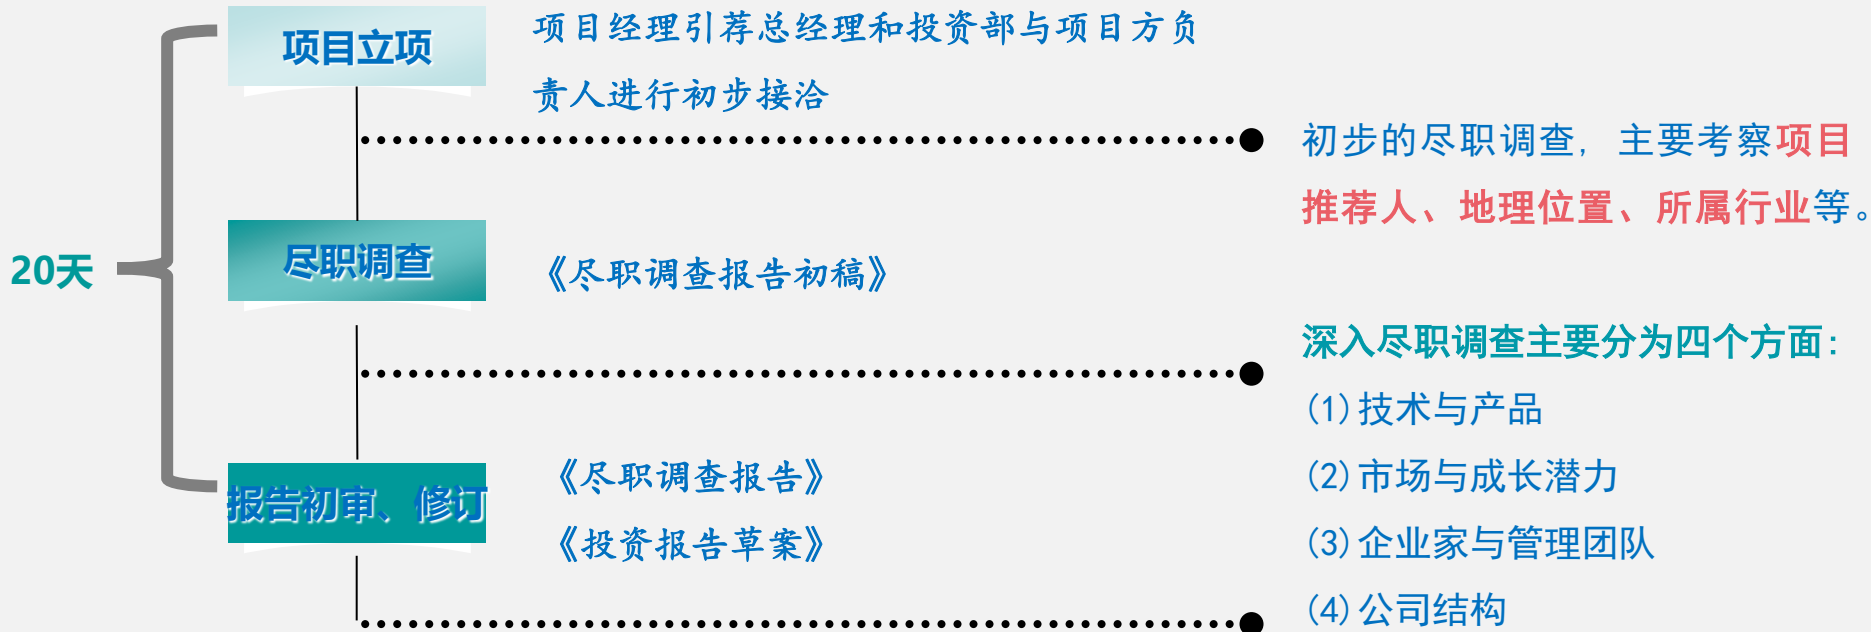 项目立项
项目经理引荐总经理和投资部与项目方负
责人进行初步接洽
初步的尽职调查，主要考察项目
推荐人、地理位置、所属行业等。
20天
尽职调查
《尽职调查报告初稿》
深入尽职调查主要分为四个方面：
(1)技术与产品
(2)市场与成长潜力
(3)企业家与管理团队
(4)公司结构
报告初审、修订
《尽职调查报告》
《投资报告草案》